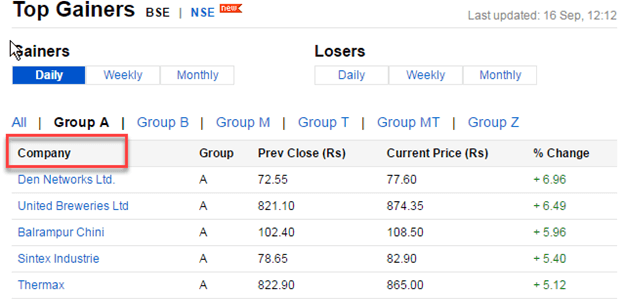 Top Gainers BSE | NSE new
Last updated: 16 Sep, 12:12
Gainers Losers
Daily Weekly Monthly Daily Weekly Monthly
All | Group A | Group B | Group M | Group T | Group MT | Group Z
Company Group Prev Close (Rs) Current Price (Rs) % Change
Den Networks Ltd. A 72.55 77.60 + 6.96
United Breweries Ltd A 821.10 874.35 + 6.49
Balrampur Chini A 102.40 108.50 + 5.96
Sintex Industrie A 78.65 82.90 + 5.40
Thermax A 822.90 865.00 + 5.12